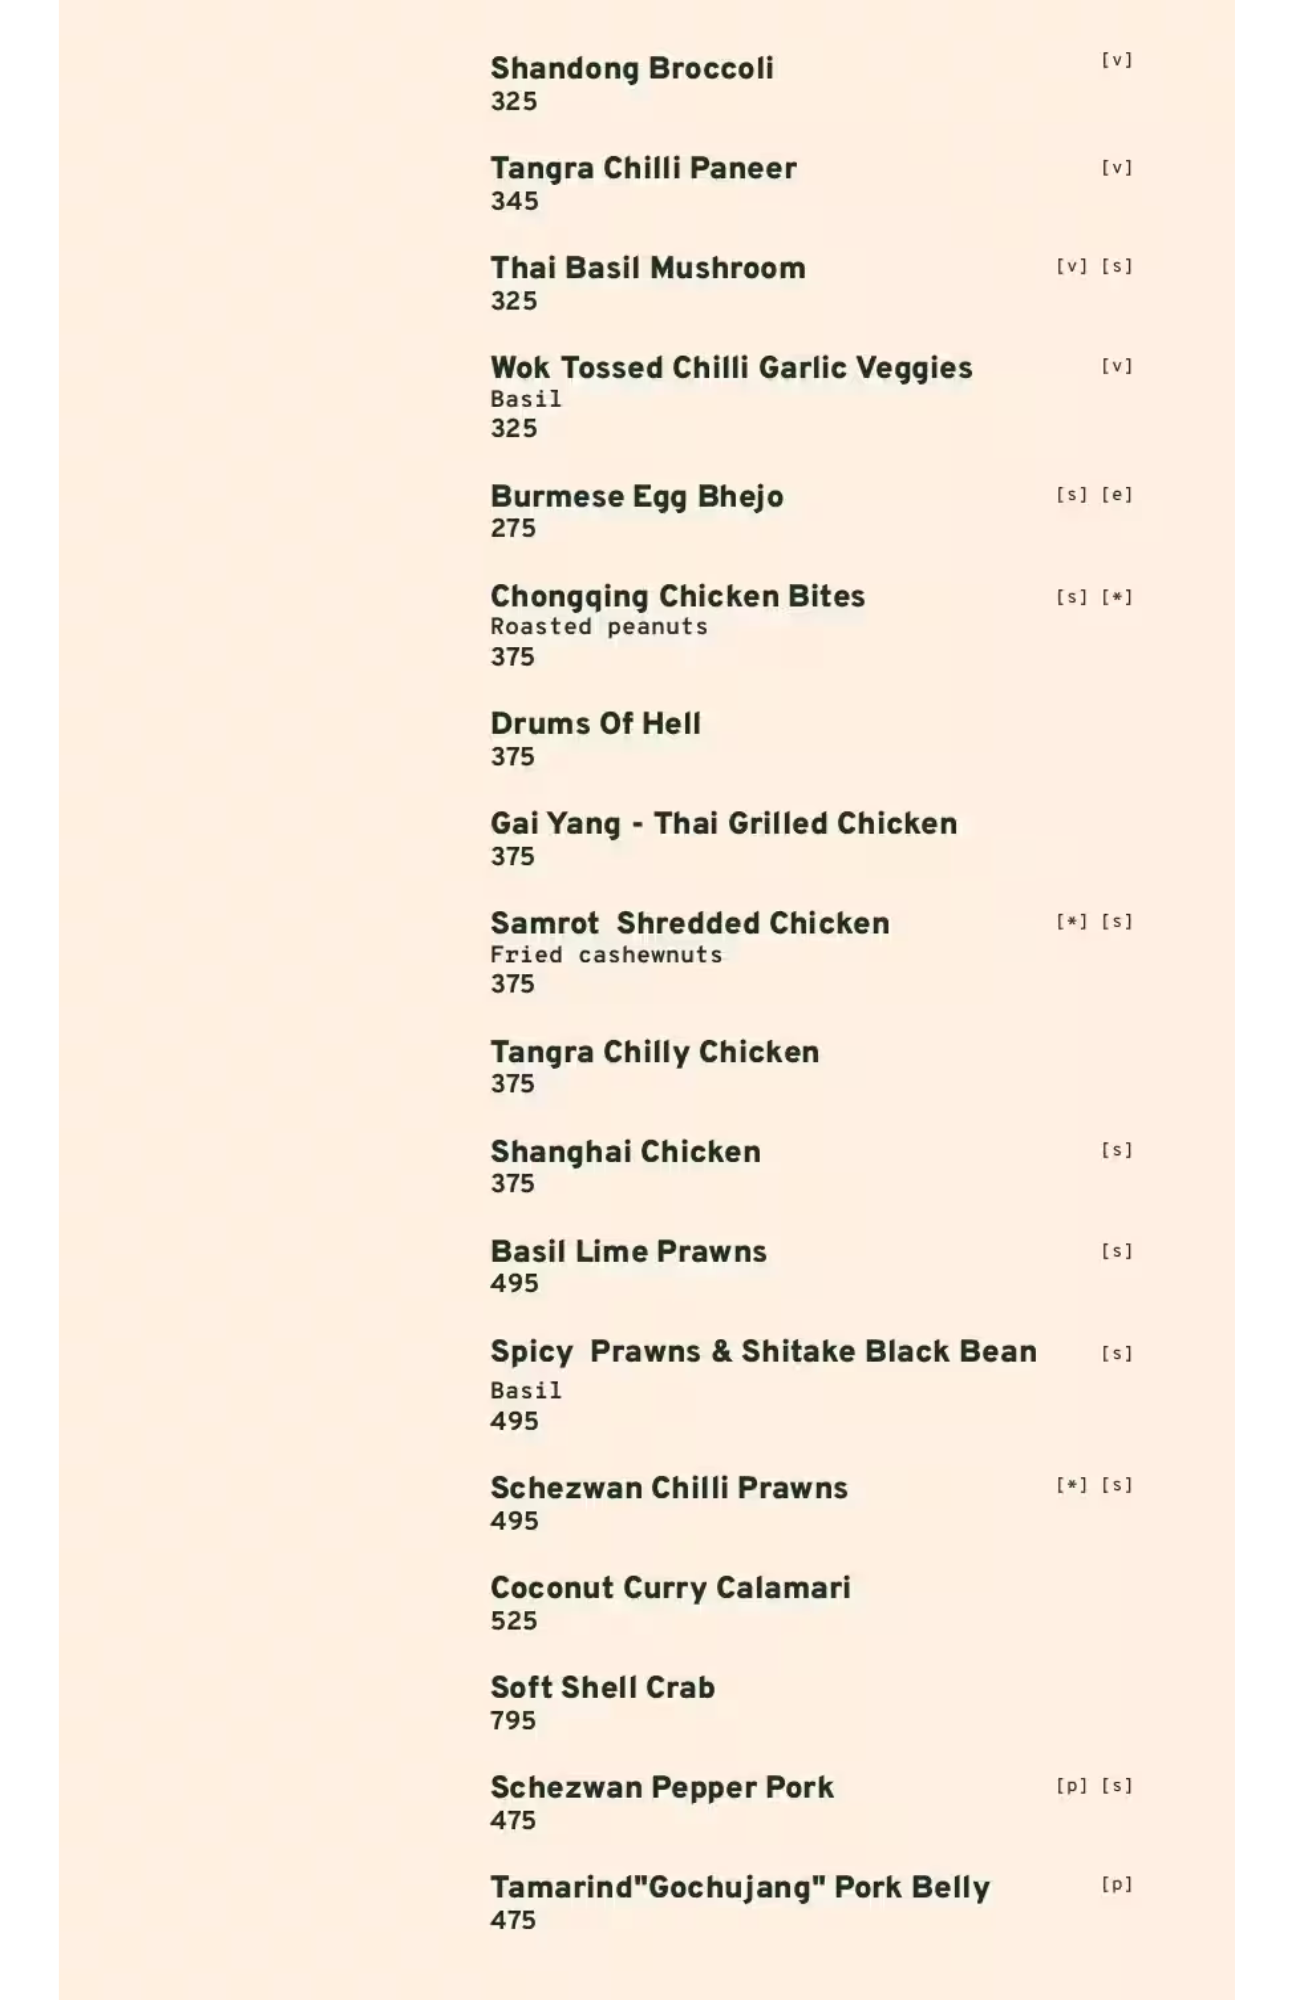 Shandong Broccoli [v]
325
Tangra Chilli Paneer [v]
345
Thai Basil Mushroom [v] [s]
325
Wok Tossed Chilli Garlic Veggies [v]
Basil
325
Burmese Egg Bhejo [s] [e]
275
Chongqing Chicken Bites [s] [*]
Roasted peanuts
375
Drums Of Hell
375
Gai Yang - Thai Grilled Chicken
375
Samrot Shredded Chicken [*] [s]
Fried cashewnuts
375
Tangra Chilly Chicken
375
Shanghai Chicken [s]
375
Basil Lime Prawns [s]
495
Spicy Prawns & Shitake Black Bean [s]
Basil
495
Schezwan Chilli Prawns [*] [s]
495
Coconut Curry Calamari
525
Soft Shell Crab
795
Schezwan Pepper Pork [p] [s]
475
Tamarind"Gochujang" Pork Belly [p]
475